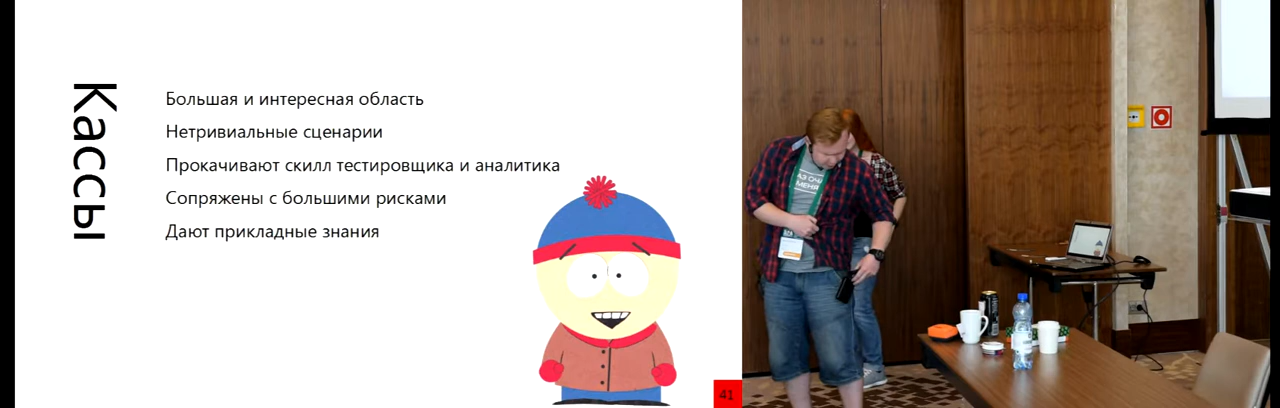 Кассы
Большая и интересная область
Нетривиальные сценарии
Прокачивают скилл тестировщика и аналитика
Сопряжены с большими рисками
Дают прикладные знания
41